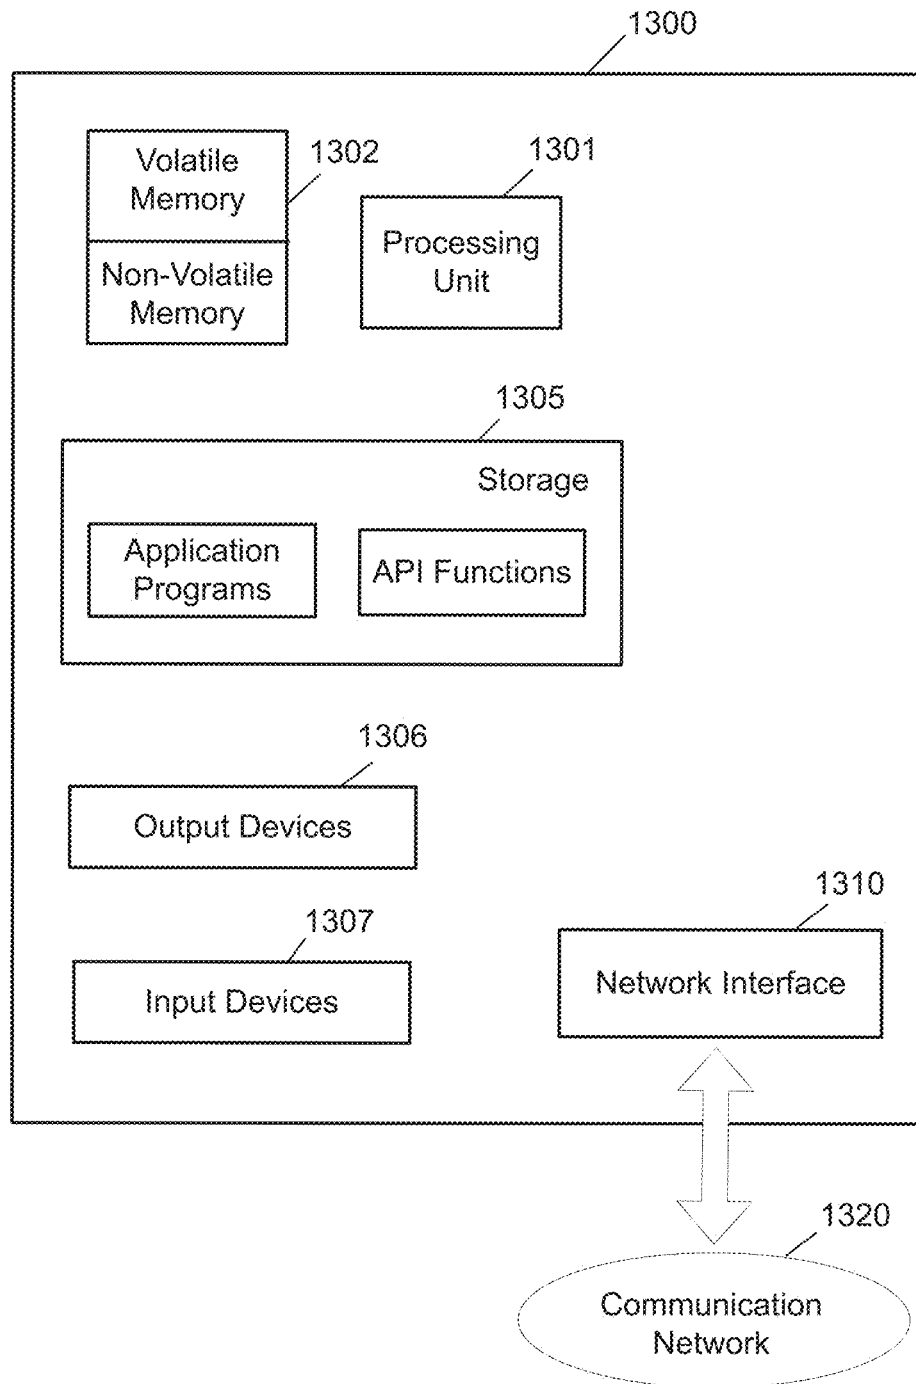 1300
Volatile
Memory
1302
Non-Volatile
Memory
1301
Processing
Unit
1305
Storage
Application
Programs
API Functions
1306
Output Devices
1307
Input Devices
1310
Network Interface
1320
Communication
Network